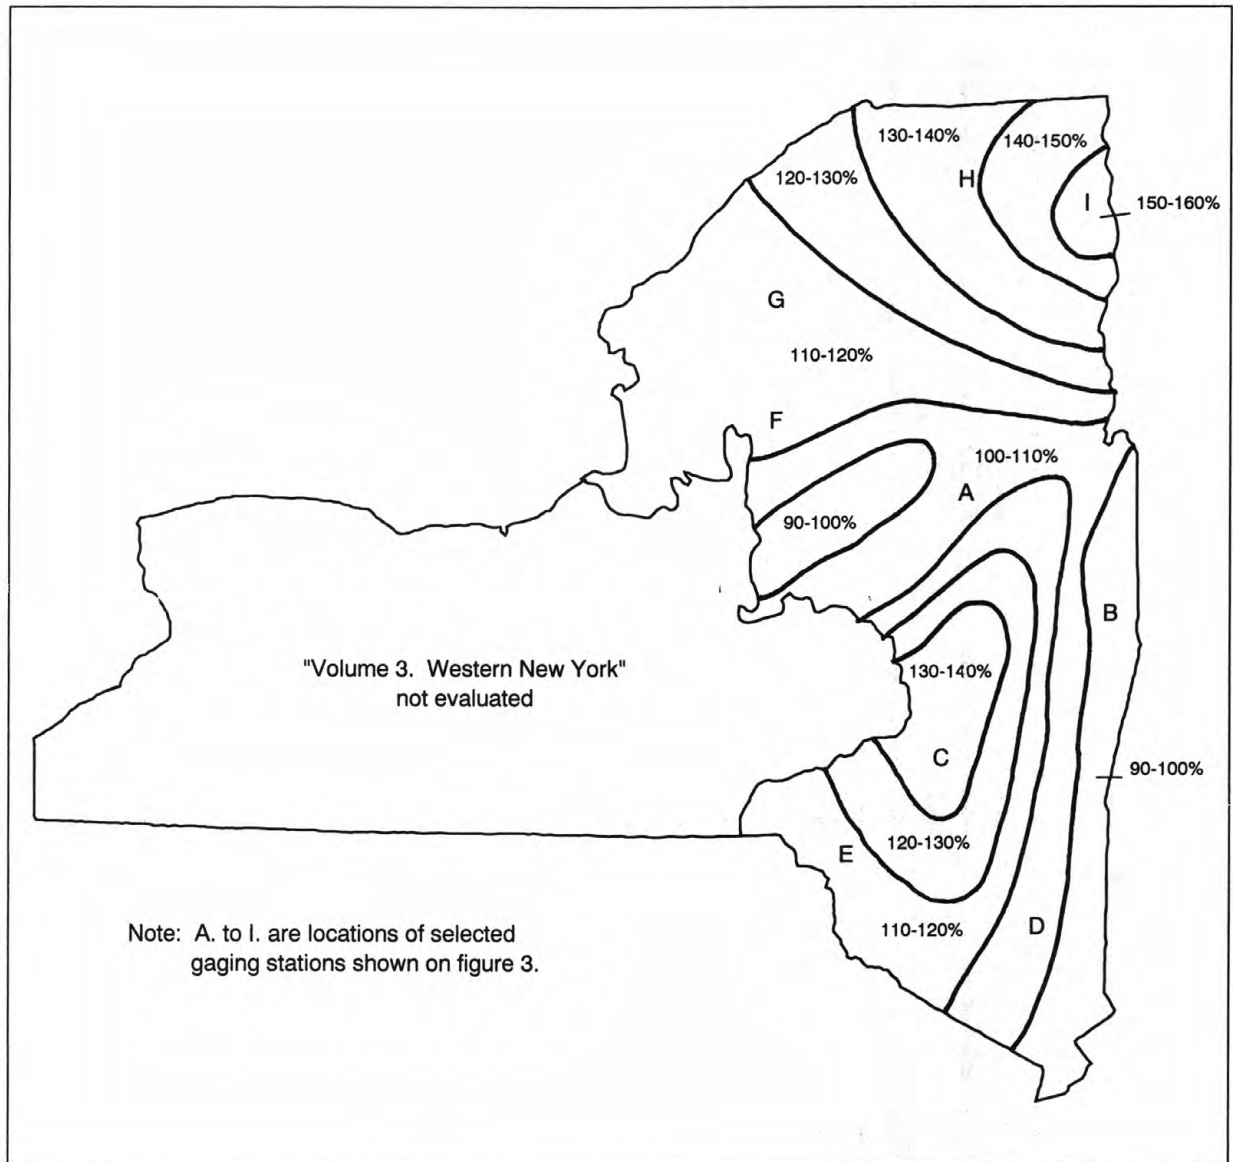 130-140%
140-150%
H
120-130%
I
150-160%
G
110-120%
F
100-110%
A
90-100%
B
"Volume 3. Western New York"
not evaluated
130-140%
C
90-100%
E
120-130%
D
110-120%
Note: A. to I. are locations of selected
gaging stations shown on figure 3.